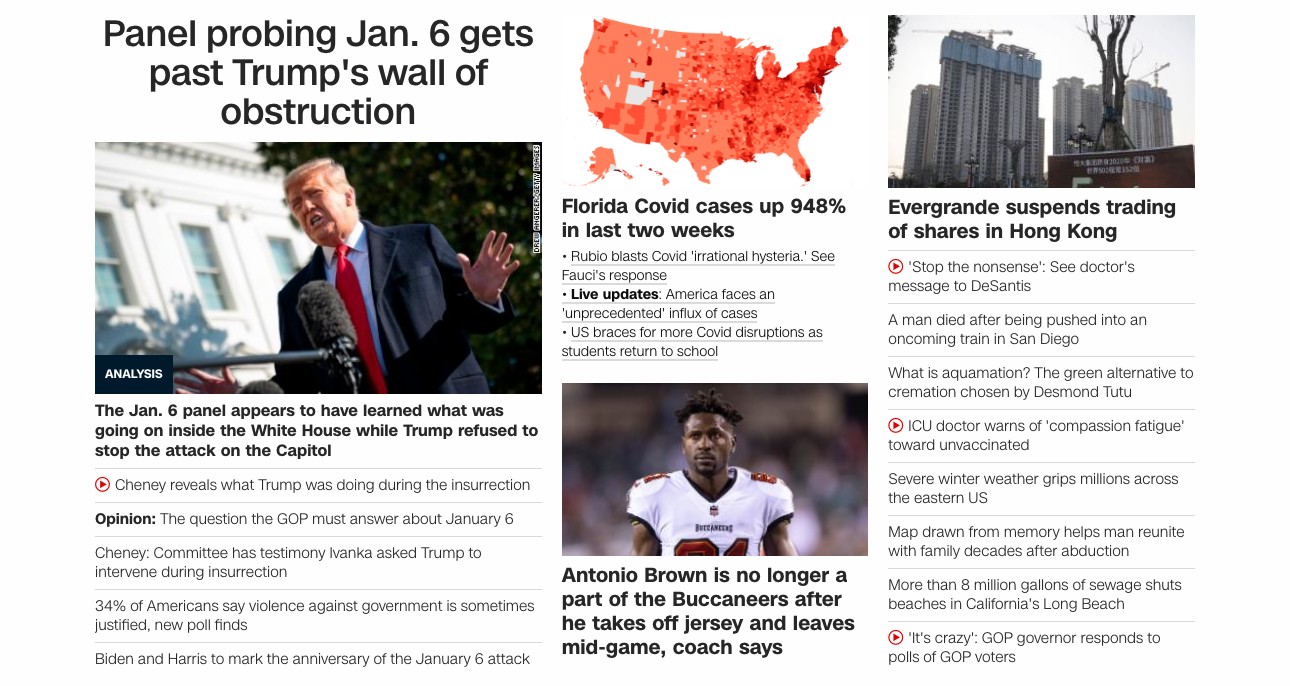 Panel probing Jan. 6 gets
past Trump's wall of
obstruction
DREW ANGERER/GETTY IMAGES
ANALYSIS
The Jan. 6 panel appears to have learned what was
going on inside the White House while Trump refused to
stop the attack on the Capitol
Cheney reveals what Trump was doing during the insurrection
Opinion: The question the GOP must answer about January 6
Cheney: Committee has testimony Ivanka asked Trump to
intervene during insurrection
34% of Americans say violence against government is sometimes
justified, new poll finds
Biden and Harris to mark the anniversary of the January 6 attack
Florida Covid cases up 948%
in last two weeks
• Rubio blasts Covid 'irrational hysteria.' See
Fauci's response
• Live updates: America faces an
'unprecedented' influx of cases
• US braces for more Covid disruptions as
students return to school
BUCCANEERS
Antonio Brown is no longer a
part of the Buccaneers after
he takes off jersey and leaves
mid-game, coach says
Evergrande suspends trading
of shares in Hong Kong
'Stop the nonsense': See doctor's
message to DeSantis
A man died after being pushed into an
oncoming train in San Diego
What is aquamation? The green alternative to
cremation chosen by Desmond Tutu
ICU doctor warns of 'compassion fatigue'
toward unvaccinated
Severe winter weather grips millions across
the eastern US
Map drawn from memory helps man reunite
with family decades after abduction
More than 8 million gallons of sewage shuts
beaches in California's Long Beach
'It's crazy': GOP governor responds to
polls of GOP voters